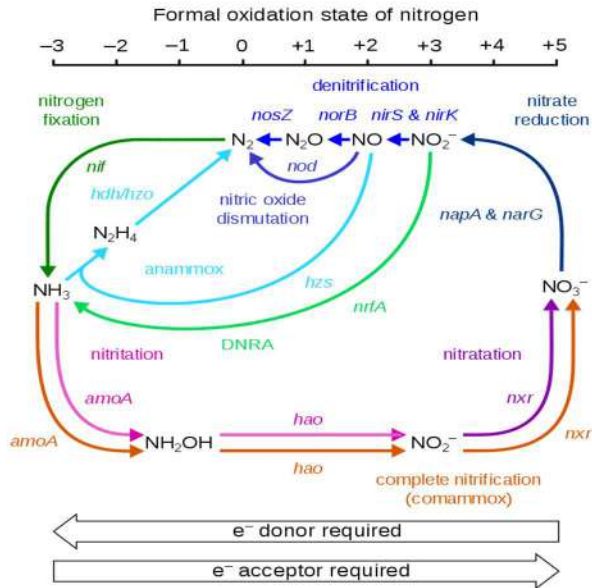 Formal oxidation state of nitrogen
−3 −2 −1 0 +1 +2 +3 +4 +5
denitrification
nitrogen
fixation
nosZ norB nirS & nirK
nitrate
reduction
N₂ N₂O NO NO₂⁻
nif
nod
hdh/hzo
nitric oxide
dismutation
napA & narG
N₂H₄
anammox
hzs
NH₃
NO₃⁻
nrfA
DNRA
nitritation
nitratation
amoA
nxr
hao
amoA
NH₂OH
NO₂⁻
nxr
hao
complete nitrification
(comammox)
e⁻ donor required
e⁻ acceptor required